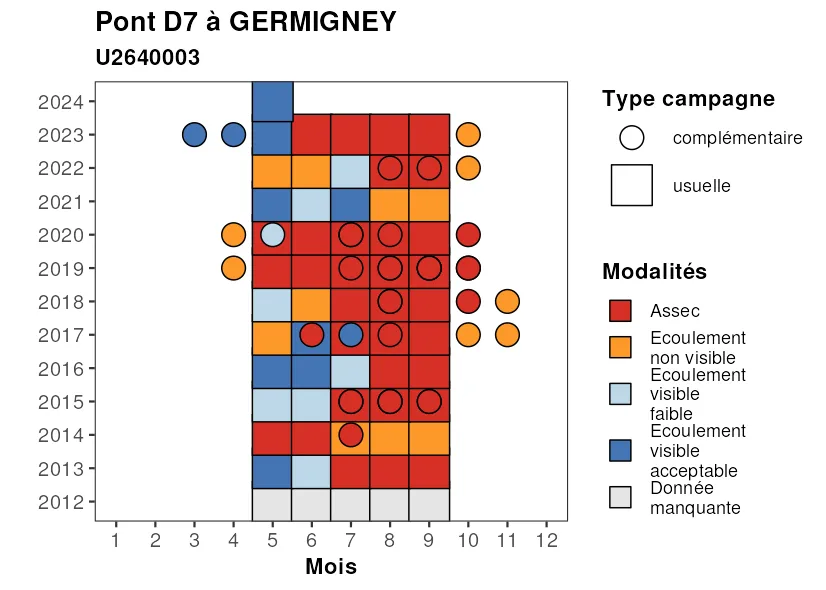 Pont D7 à GERMIGNEY
U2640003
2024
2023
2022
2021
2020
2019
2018
2017
2016
2015
2014
2013
2012
1 2 3 4 5 6 7 8 9 10 11 12
Mois
Type campagne
complémentaire
usuelle
Modalités
Assec
Ecoulement
non visible
Ecoulement
visible
faible
Ecoulement
visible
acceptable
Donnée
manquante